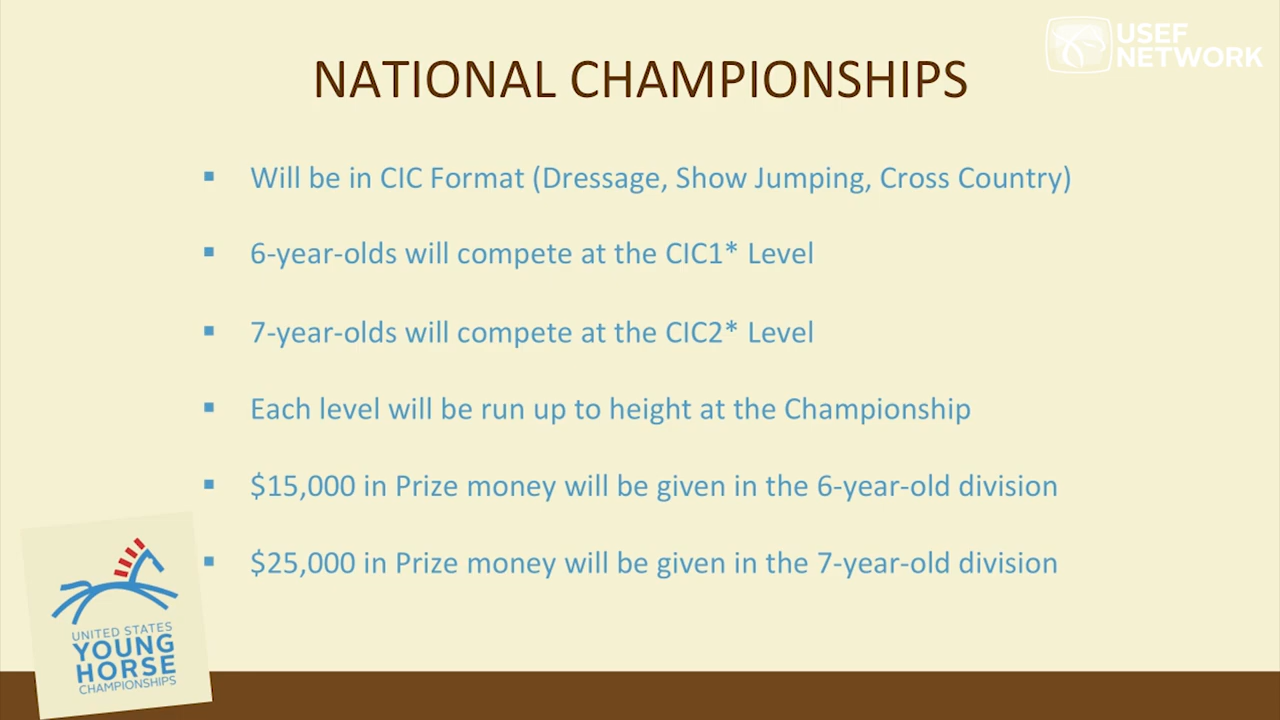 USEF
NETWORK
NATIONAL CHAMPIONSHIPS
▪ Will be in CIC Format (Dressage, Show Jumping, Cross Country)
▪ 6-year-olds will compete at the CIC1* Level
▪ 7-year-olds will compete at the CIC2* Level
▪ Each level will be run up to height at the Championship
▪ $15,000 in Prize money will be given in the 6-year-old division
▪ $25,000 in Prize money will be given in the 7-year-old division
UNITED STATES
YOUNG
HORSE
CHAMPIONSHIPS